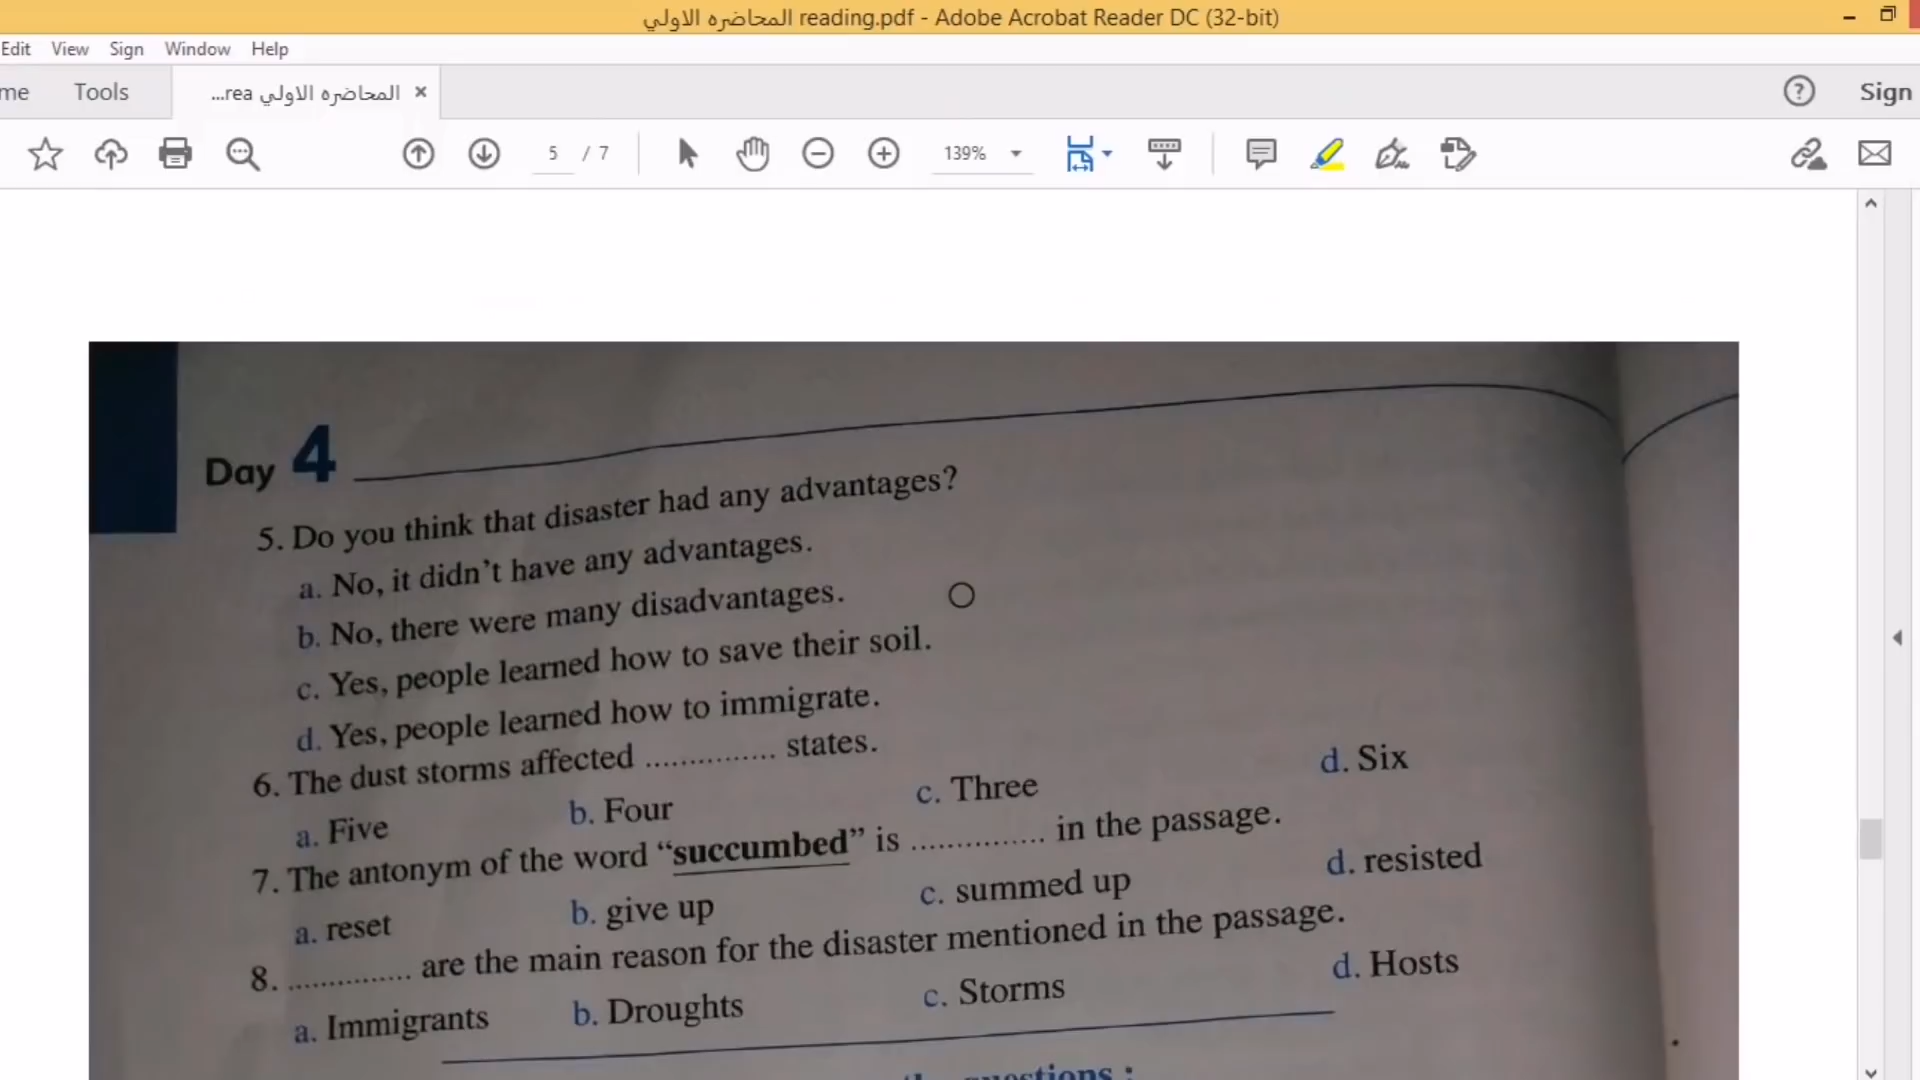 المحاضره الاولي reading.pdf - Adobe Acrobat Reader DC (32-bit)
Edit View Sign Window Help
me Tools المحاضره الاولي rea... × ? Sign
5 / 7 139%
Day 4
5. Do you think that disaster had any advantages?
a. No, it didn't have any advantages.
b. No, there were many disadvantages.
c. Yes, people learned how to save their soil.
d. Yes, people learned how to immigrate.
6. The dust storms affected ............... states.
a. Five b. Four c. Three d. Six
7. The antonym of the word “succumbed” is ............... in the passage.
a. reset b. give up c. summed up d. resisted
8. .............. are the main reason for the disaster mentioned in the passage.
a. Immigrants b. Droughts c. Storms d. Hosts
questions :